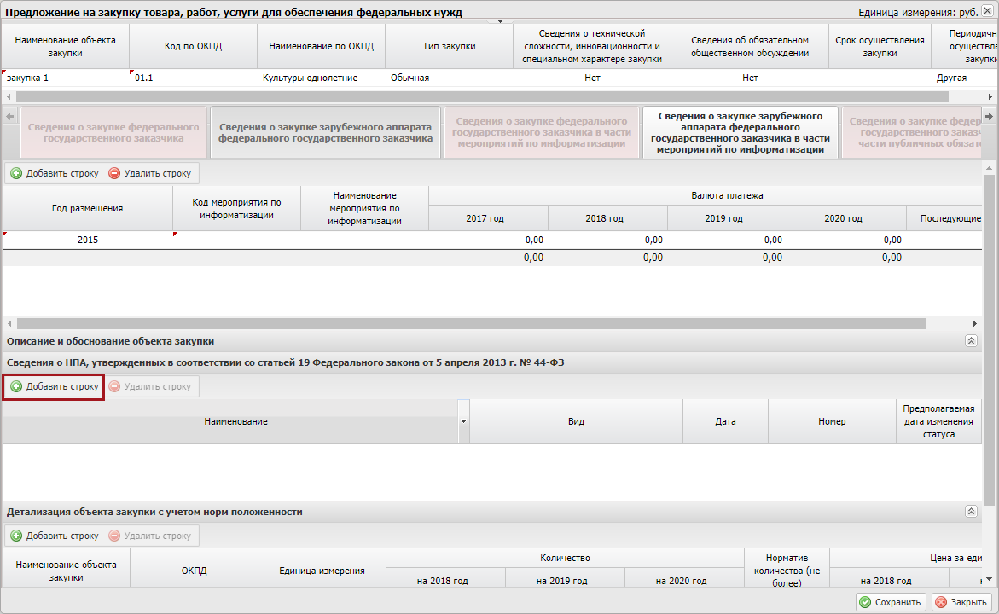 Предложение на закупку товара, работ, услуги для обеспечения федеральных нужд
Единица измерения: руб.
Наименование объекта
закупки
Код по ОКПД
Наименование по ОКПД
Тип закупки
Сведения о технической
сложности, инновационности и
специальном характере закупки
Сведения об обязательном
общественном обсуждении
Срок осуществления
закупки
Периодичн
осуществле
закупки
закупка 1
01.1
Культуры однолетние
Обычная
Нет
Нет
Другая
Сведения о закупке федерального
государственного заказчика
Сведения о закупке зарубежного аппарата
федерального государственного заказчика
Сведения о закупке федерального
государственного заказчика в части
мероприятий по информатизации
Сведения о закупке зарубежного
аппарата федерального
государственного заказчика в части
мероприятий по информатизации
Сведения о закупке федер
государственного заказч
части публичных обязате
Добавить строку
Удалить строку
Год размещения
Код мероприятия по
информатизации
Наименование
мероприятия по
информатизации
Валюта платежа
2017 год
2018 год
2019 год
2020 год
Последующие
2015
0,00
0,00
0,00
0,00
0,00
0,00
0,00
0,00
Описание и обоснование объекта закупки
Сведения о НПА, утвержденных в соответствии со статьей 19 Федерального закона от 5 апреля 2013 г. № 44-ФЗ
Добавить строку
Удалить строку
Наименование
Вид
Дата
Номер
Предполагаемая
дата изменения
статуса
Детализация объекта закупки с учетом норм положенности
Добавить строку
Удалить строку
Наименование объекта
закупки
ОКПД
Единица измерения
Количество
на 2018 год
на 2019 год
на 2020 год
Норматив
количества (не
более)
Цена за еди
на 2018 год
Сохранить
Закрыть